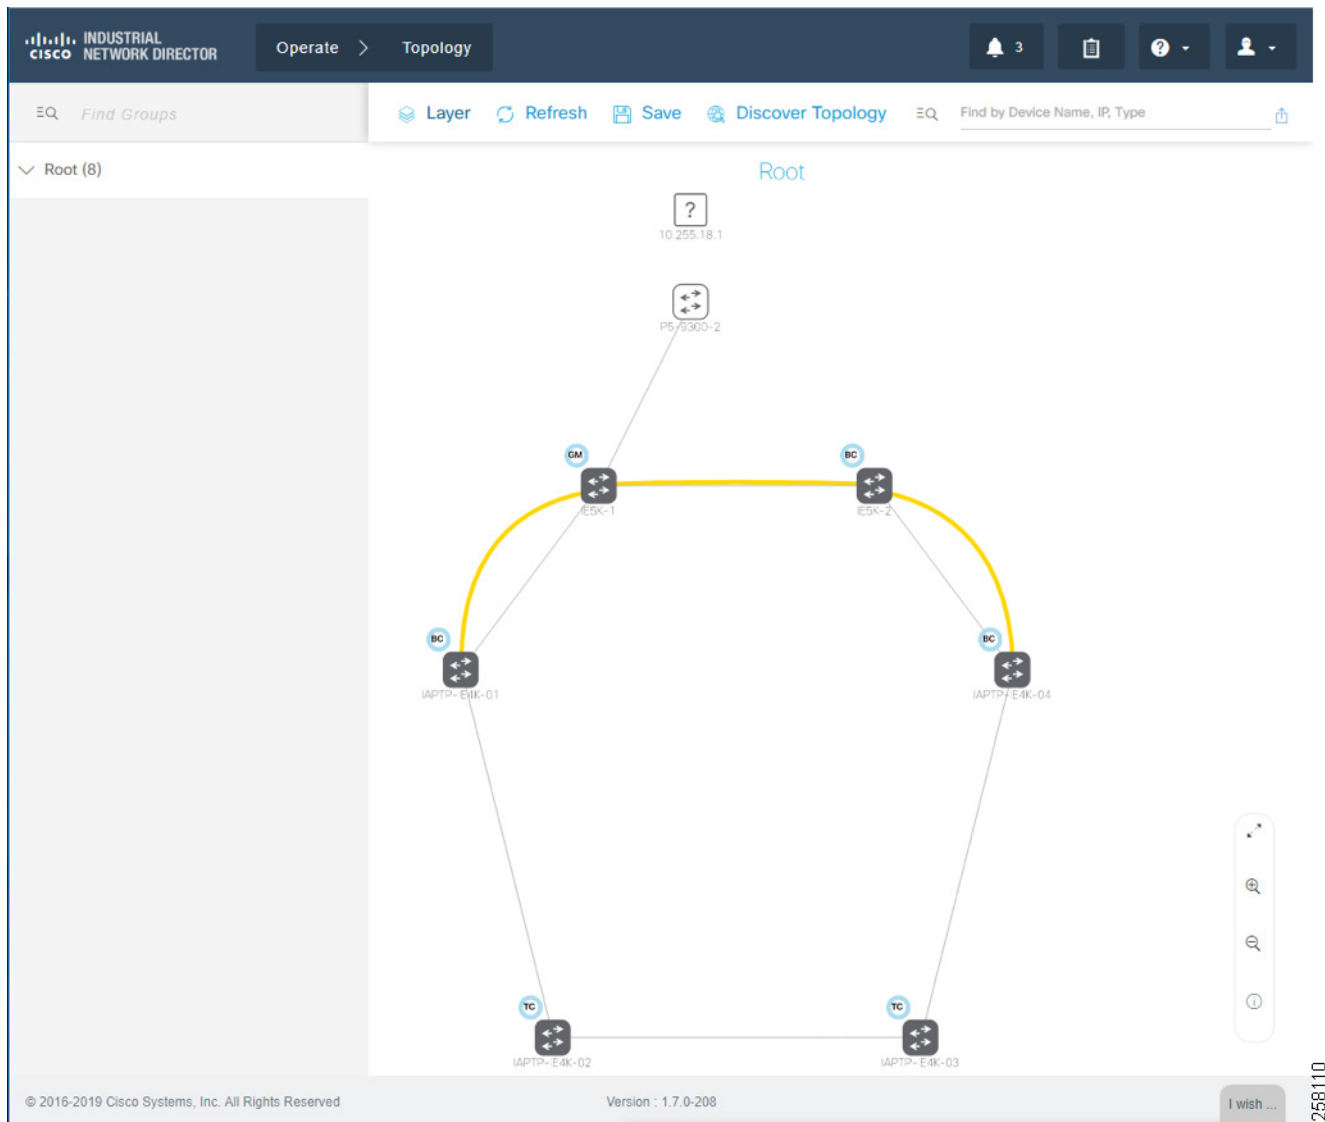 INDUSTRIAL
CISCO NETWORK DIRECTOR
Operate > Topology
3
? 
Find Groups
Layer Refresh Save Discover Topology
Find by Device Name, IP, Type
Root (8)
Root
?
10.255.18.1
P5-9300-2
GM
BC
IE5K-1
IE5K-2
BC
BC
IAPTP-E4K-01
IAPTP-E4K-04
TC
TC
IAPTP-E4K-02
IAPTP-E4K-03
© 2016-2019 Cisco Systems, Inc. All Rights Reserved
Version : 1.7.0-208
I wish ...
258110